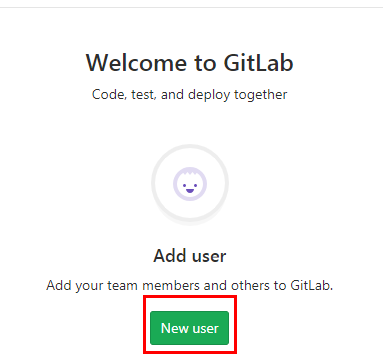 Welcome to GitLab
Code, test, and deploy together
Add user
Add your team members and others to GitLab.
New user